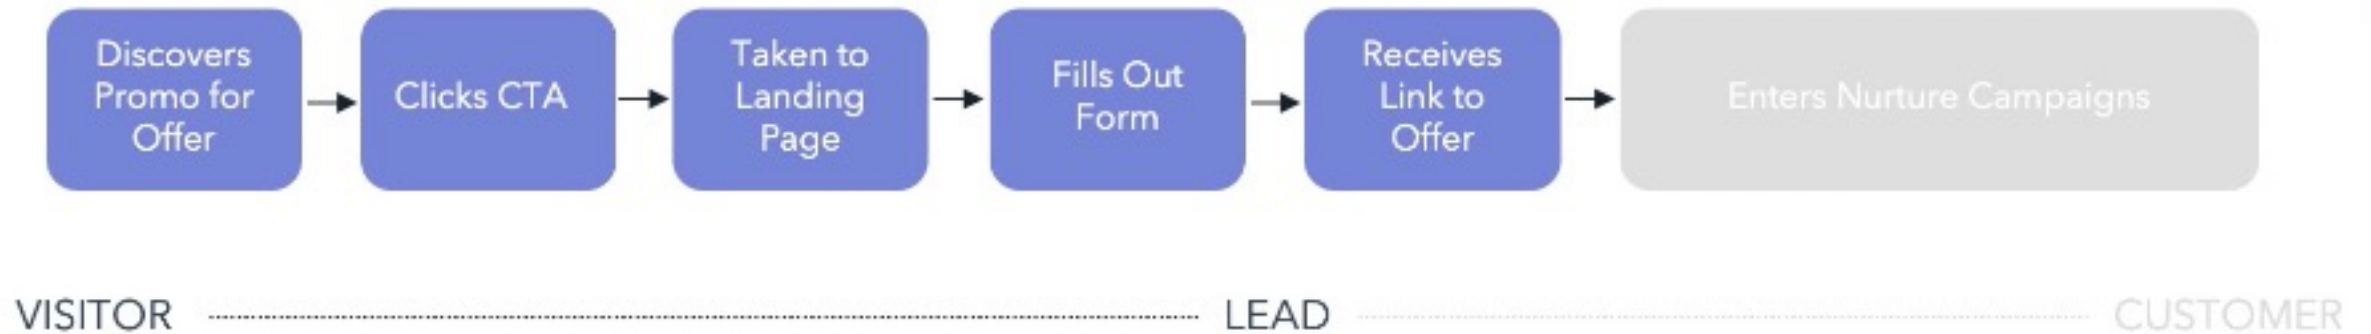 Discovers
Promo for
Offer
Clicks CTA
Taken to
Landing
Page
Fills Out
Form
Receives
Link to
Offer
Enters Nurture Campaigns
VISITOR
LEAD
CUSTOMER